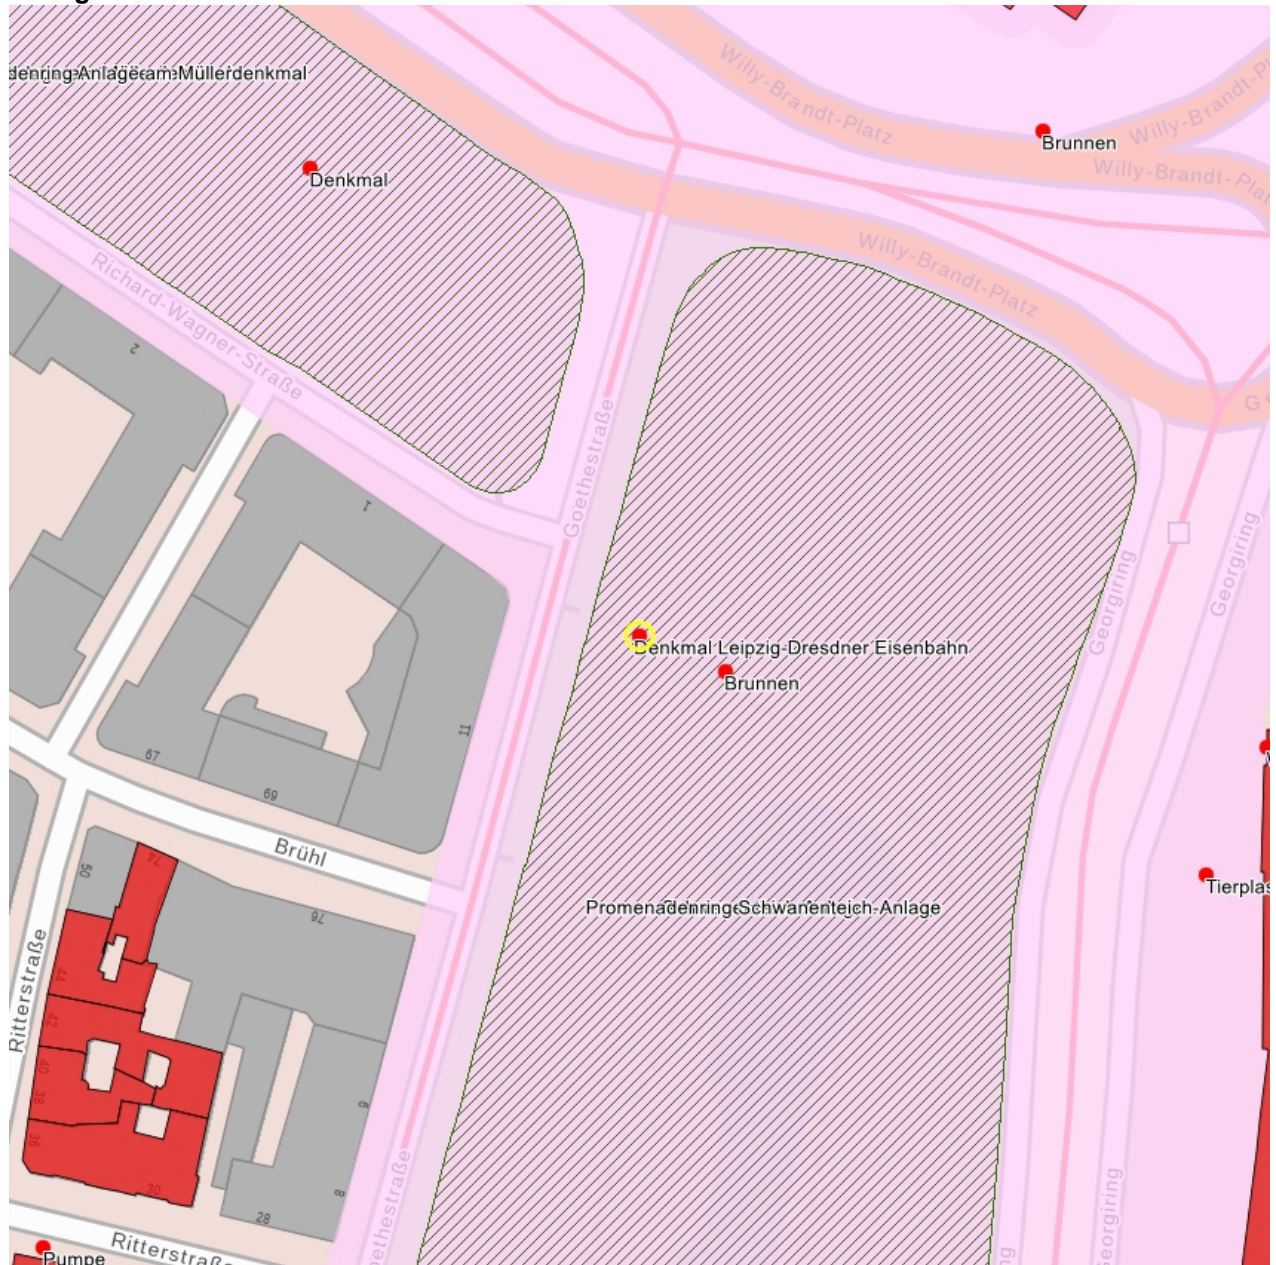 Willy-Brandt-Platz
Brunnen
Willy-Brandt-Pl
Willy-Brandt-Platz
Denkmal
Willy-Brandt-Platz
Richard-Wagner-Straße
2
Goethestraße
G e
1
Georgiring
Georgiring
Denkmal Leipzig-Dresdner Eisenbahn
Brunnen
11
67
69
Brühl
74
50
76
Tierplas
Ritterstraße
44
42
40
38
36
30
6
8
28
Goethestraße
Georgiring
ng
Ritterstraße
Pumpe